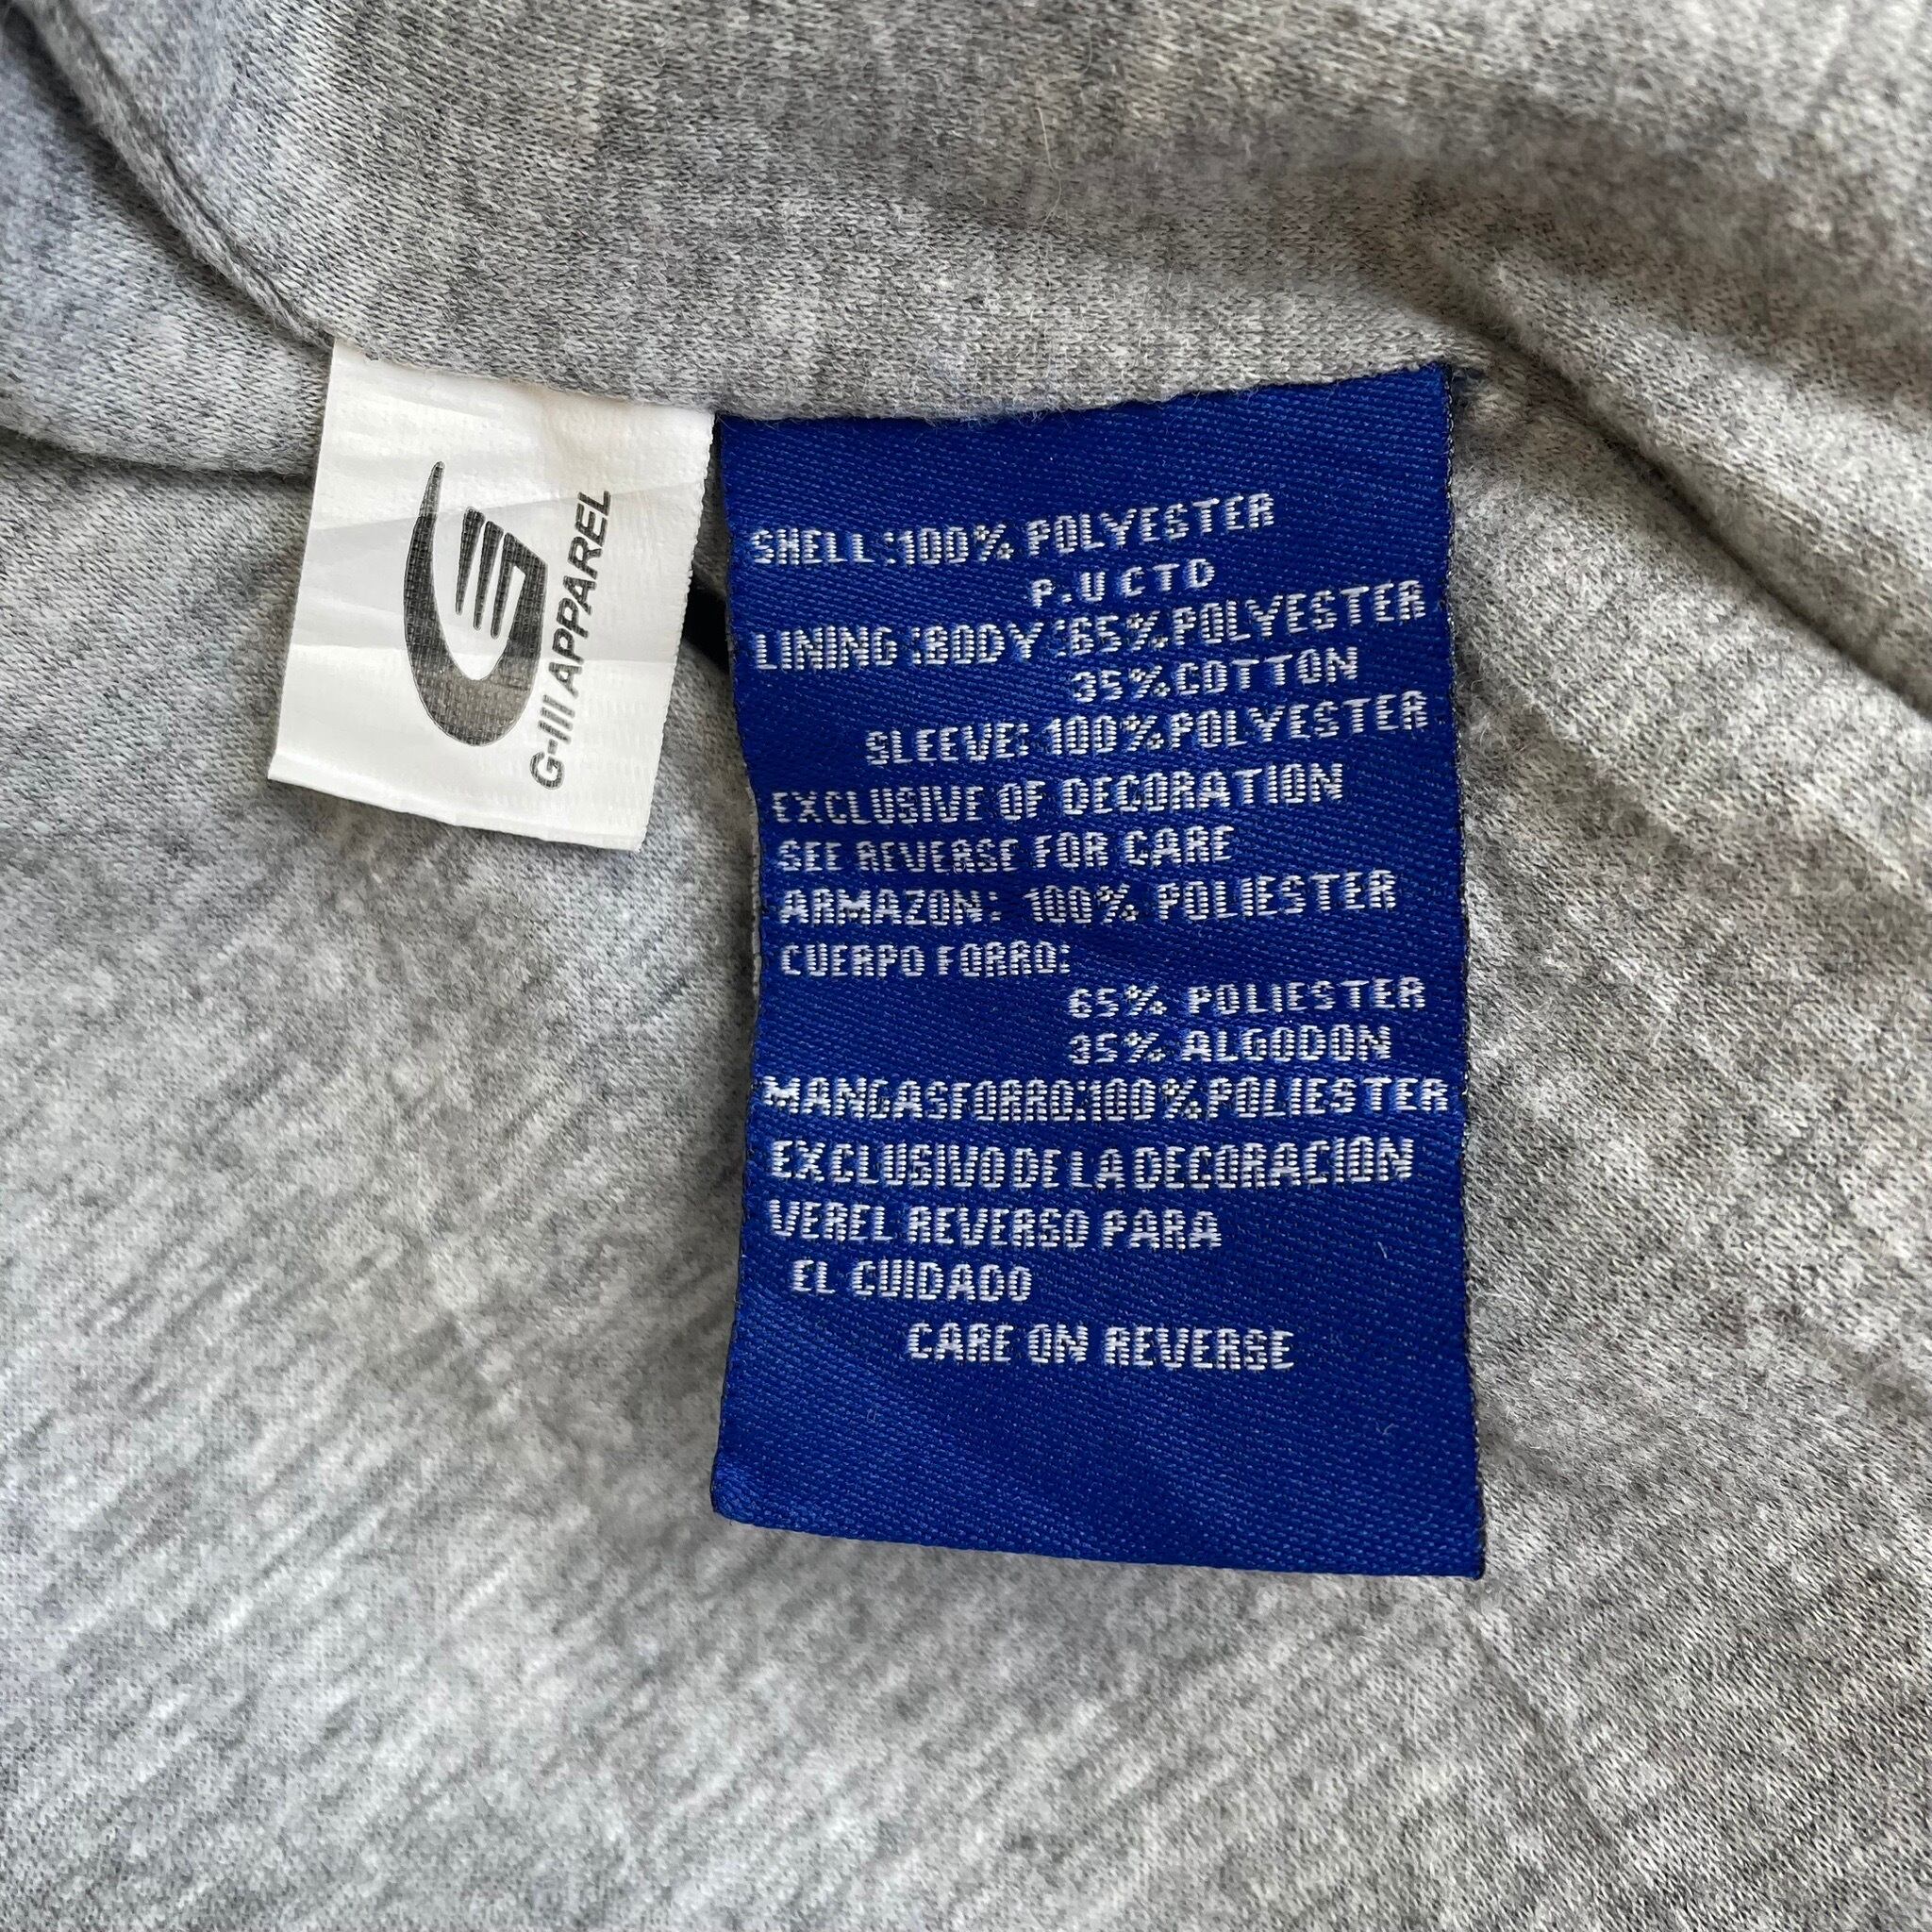 G-III APPAREL
SHELL:100% POLYESTER
P.U CTD
LINING:BODY:65%POLYESTER
35%COTTON
SLEEVE: 100%POLYESTER
EXCLUSIVE OF DECORATION
SEE REVERSE FOR CARE
ARMAZON: 100% POLIESTER
CUERPO FORRO:
65% POLIESTER
35% ALGODON
MANGASFORRO:100%POLIESTER
EXCLUSIVO DE LA DECORACION
VEREL REVERSO PARA
EL CUIDADO
CARE ON REVERSE